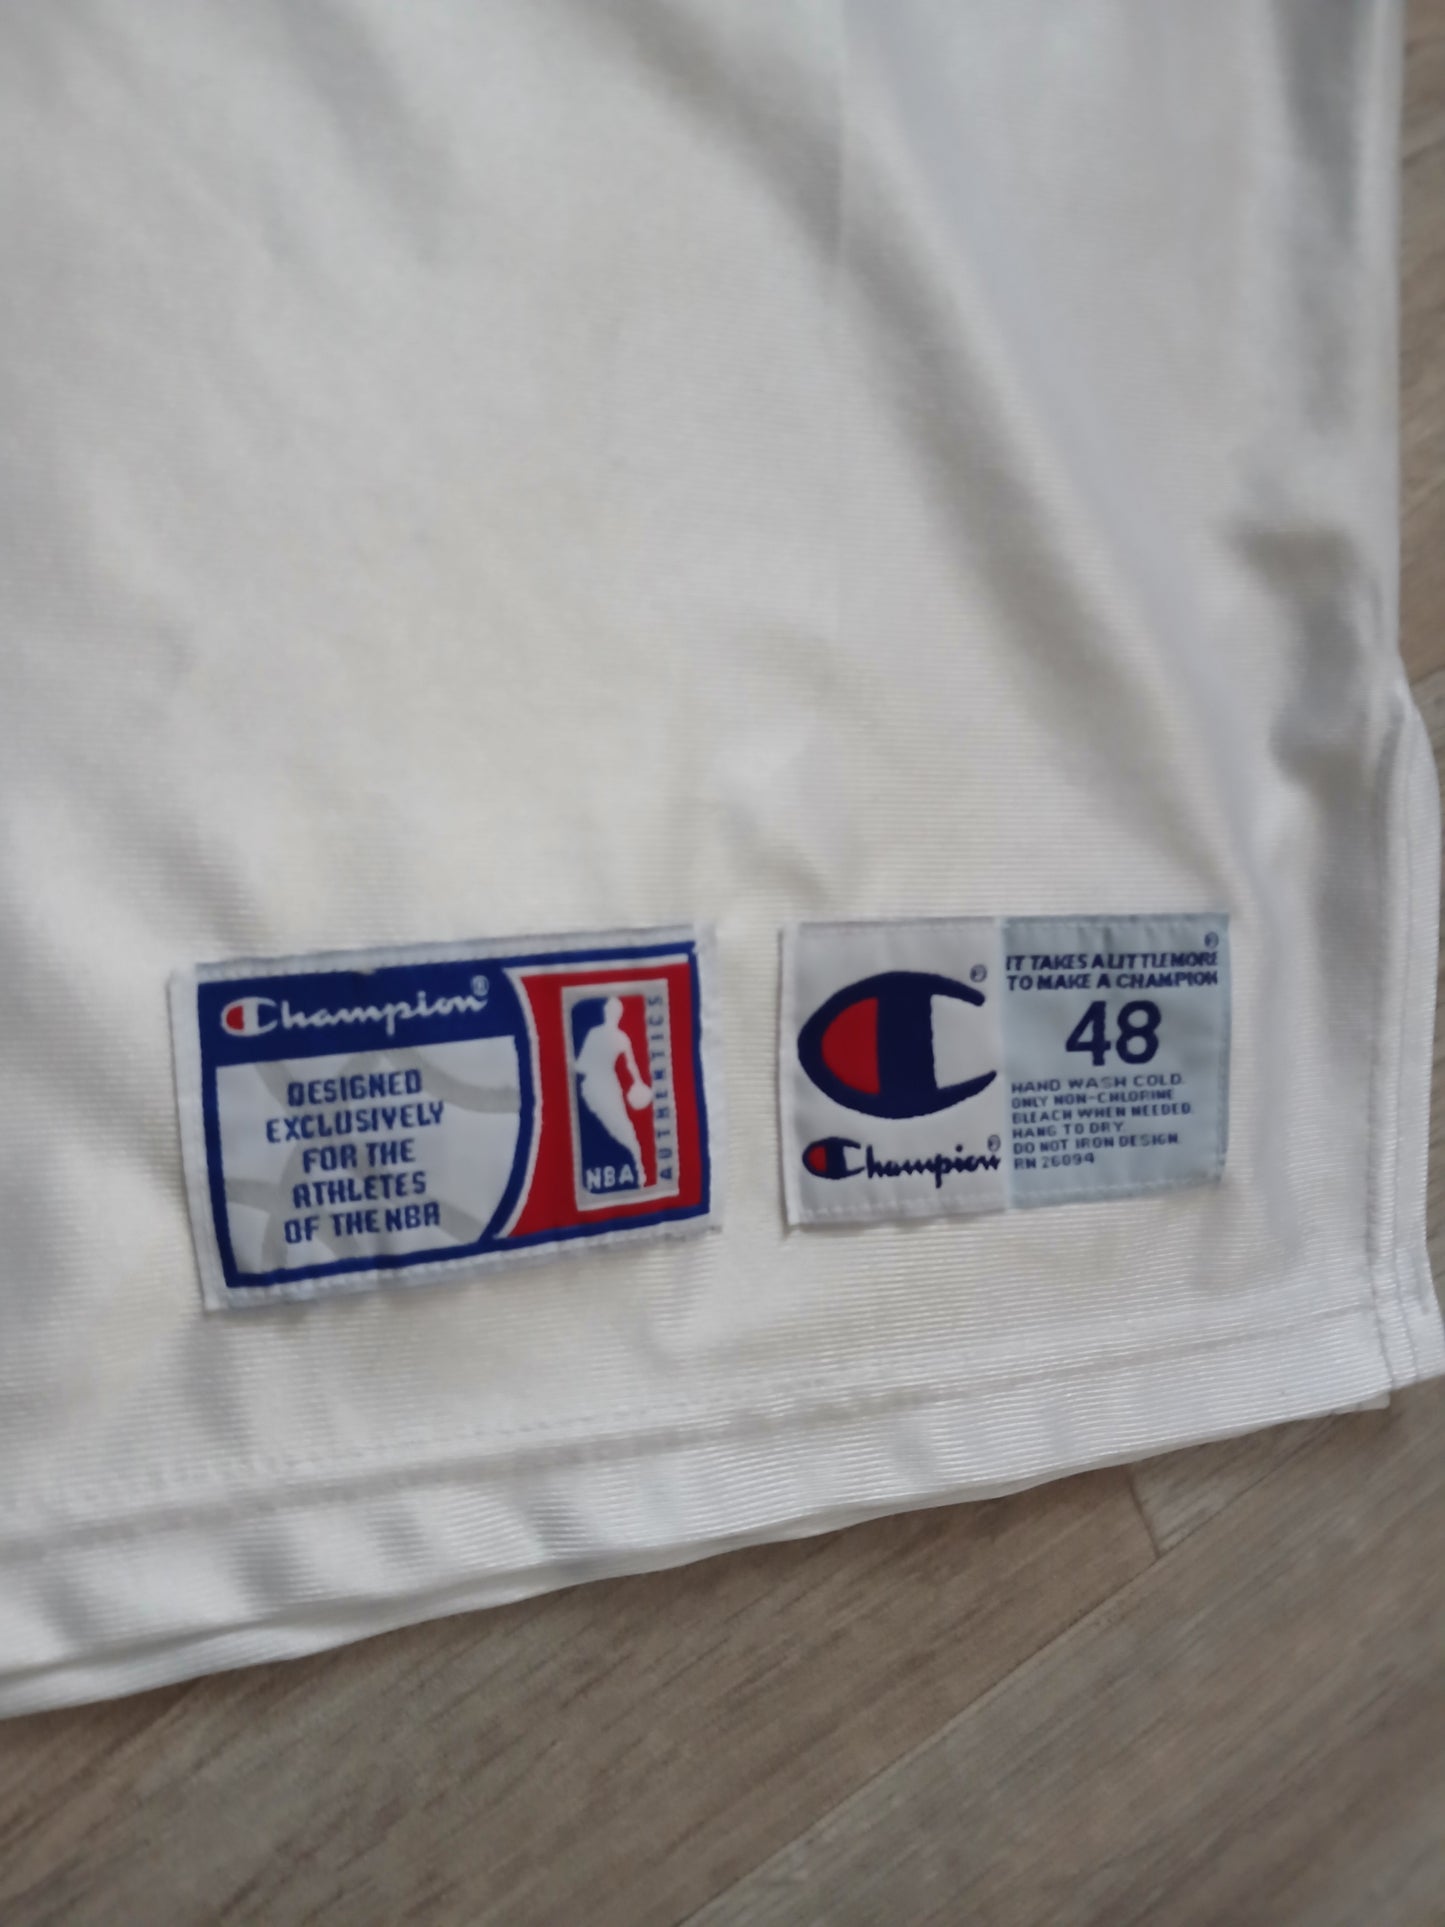 Champion®
DESIGNED
EXCLUSIVELY
FOR THE
ATHLETES
OF THE NBA
NBA
AUTHENTICS
®
Champion®
IT TAKES A LITTLE MORE®
TO MAKE A CHAMPION
48
HAND WASH COLD.
ONLY NON-CHLORINE
BLEACH WHEN NEEDED.
HANG TO DRY.
DO NOT IRON DESIGN
RN 26094